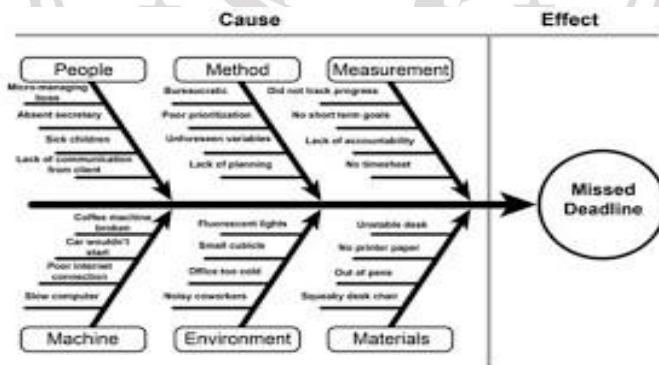 Cause
Effect
People
Method
Measurement
Micro-managing
boss
Absent secretary
Sick children
Lack of communication
from client
Bureaucratic
Poor prioritization
Unforeseen variables
Lack of planning
Did not track progress
No short term goals
Lack of accountability
No timesheet
Missed
Deadline
Coffee machine
broken
Car wouldn't
start
Poor internet
connection
Slow computer
Fluorescent lights
Small cubicle
Office too cold
Noisy coworkers
Unstable desk
No printer paper
Out of pens
Squeaky desk chair
Machine
Environment
Materials